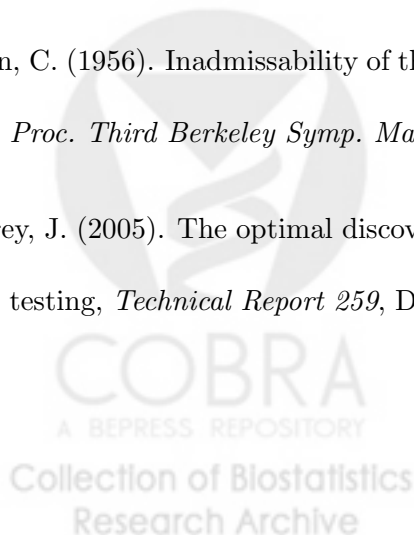 n, C. (1956). Inadmissability of th
Proc. Third Berkeley Symp. Ma
ey, J. (2005). The optimal discov
testing, Technical Report 259, D
COBRA
A BEPRESS REPOSITORY
Collection of Biostatistics
Research Archive